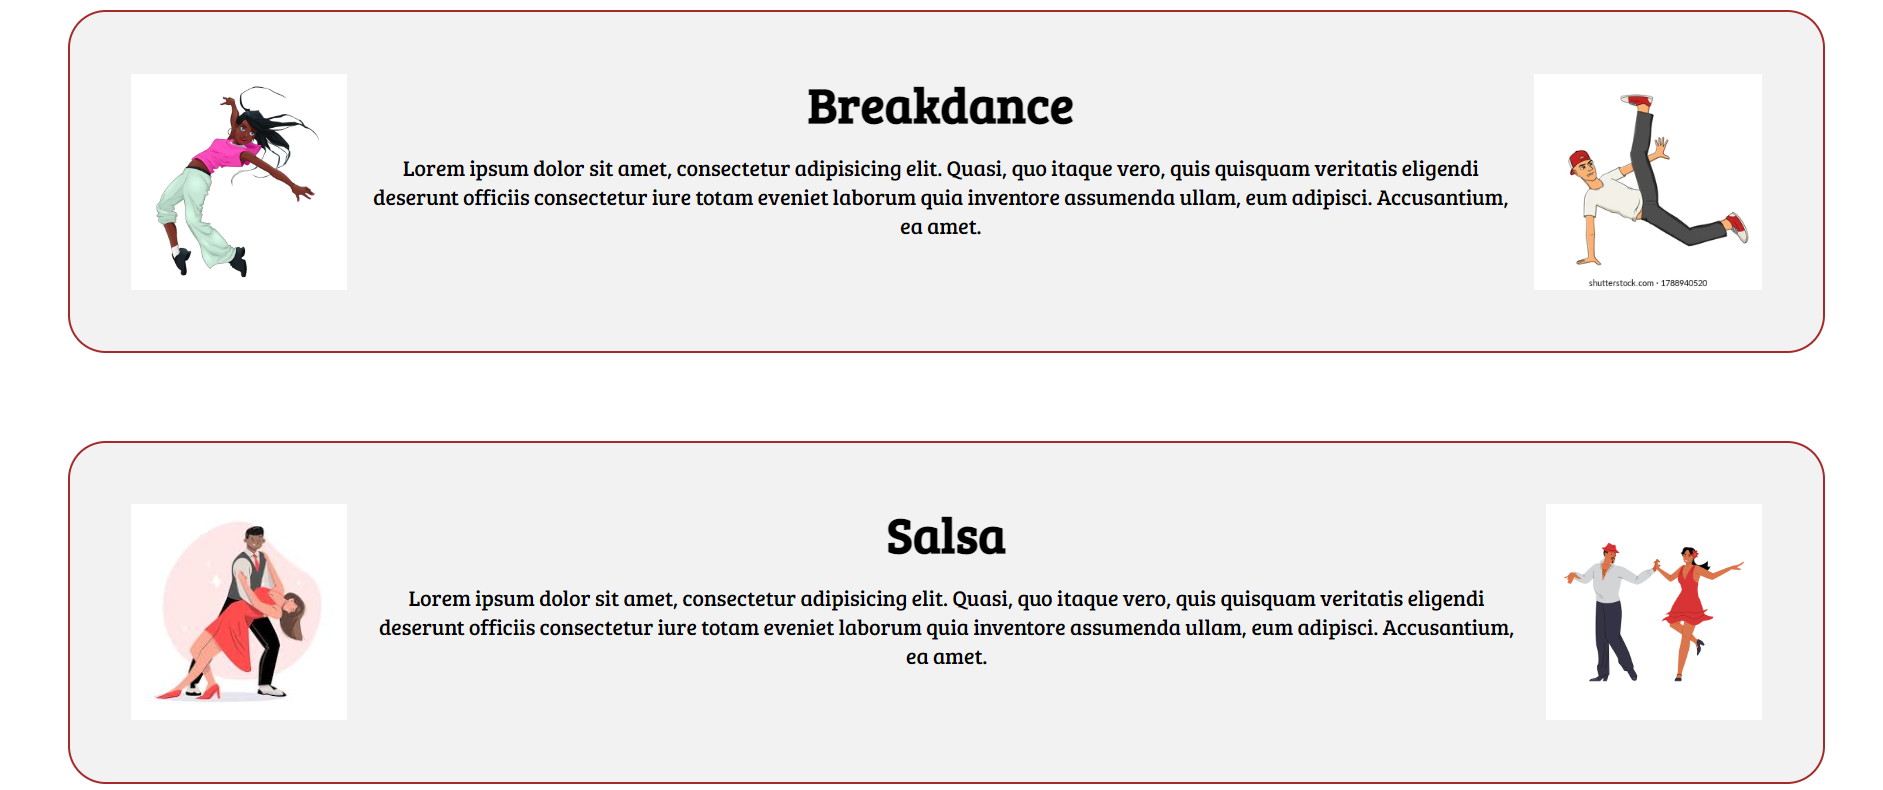 Breakdance
Lorem ipsum dolor sit amet, consectetur adipisicing elit. Quasi, quo itaque vero, quis quisquam veritatis eligendi
deserunt officiis consectetur iure totam eveniet laborum quia inventore assumenda ullam, eum adipisci. Accusantium,
ea amet.
shutterstock.com • 1788940520
Salsa
Lorem ipsum dolor sit amet, consectetur adipisicing elit. Quasi, quo itaque vero, quis quisquam veritatis eligendi
deserunt officiis consectetur iure totam eveniet laborum quia inventore assumenda ullam, eum adipisci. Accusantium,
ea amet.